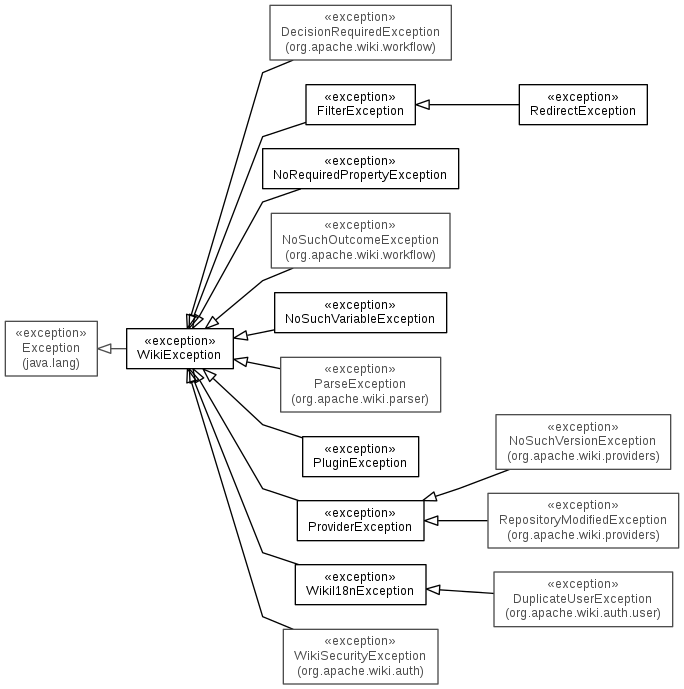 «exception»
DecisionRequiredException
(org.apache.wiki.workflow)
«exception»
FilterException
«exception»
RedirectException
«exception»
NoRequiredPropertyException
«exception»
NoSuchOutcomeException
(org.apache.wiki.workflow)
«exception»
NoSuchVariableException
«exception»
Exception
(java.lang)
«exception»
WikiException
«exception»
ParseException
(org.apache.wiki.parser)
«exception»
PluginException
«exception»
NoSuchVersionException
(org.apache.wiki.providers)
«exception»
ProviderException
«exception»
RepositoryModifiedException
(org.apache.wiki.providers)
«exception»
WikiI18nException
«exception»
DuplicateUserException
(org.apache.wiki.auth.user)
«exception»
WikiSecurityException
(org.apache.wiki.auth)